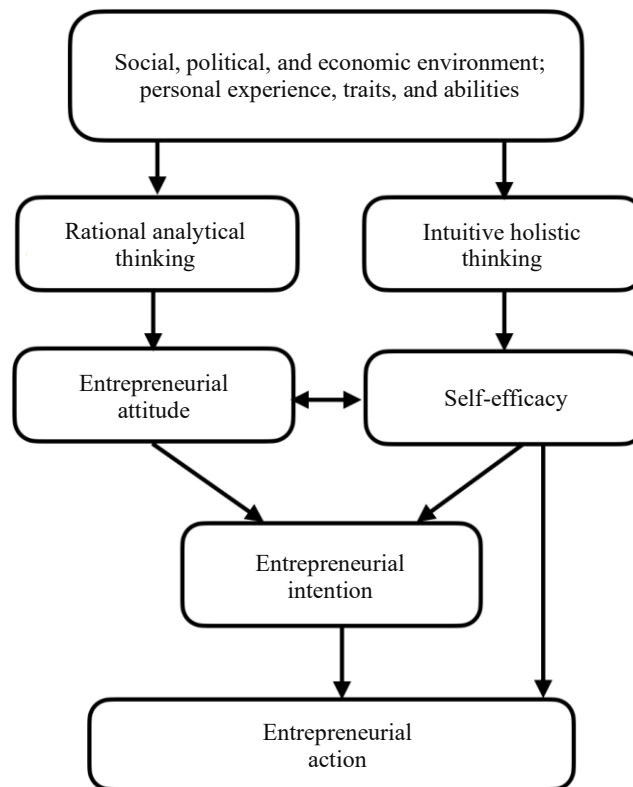 Social, political, and economic environment;
personal experience, traits, and abilities
Rational analytical
thinking
Intuitive holistic
thinking
Entrepreneurial
attitude
Self-efficacy
Entrepreneurial
intention
Entrepreneurial
action